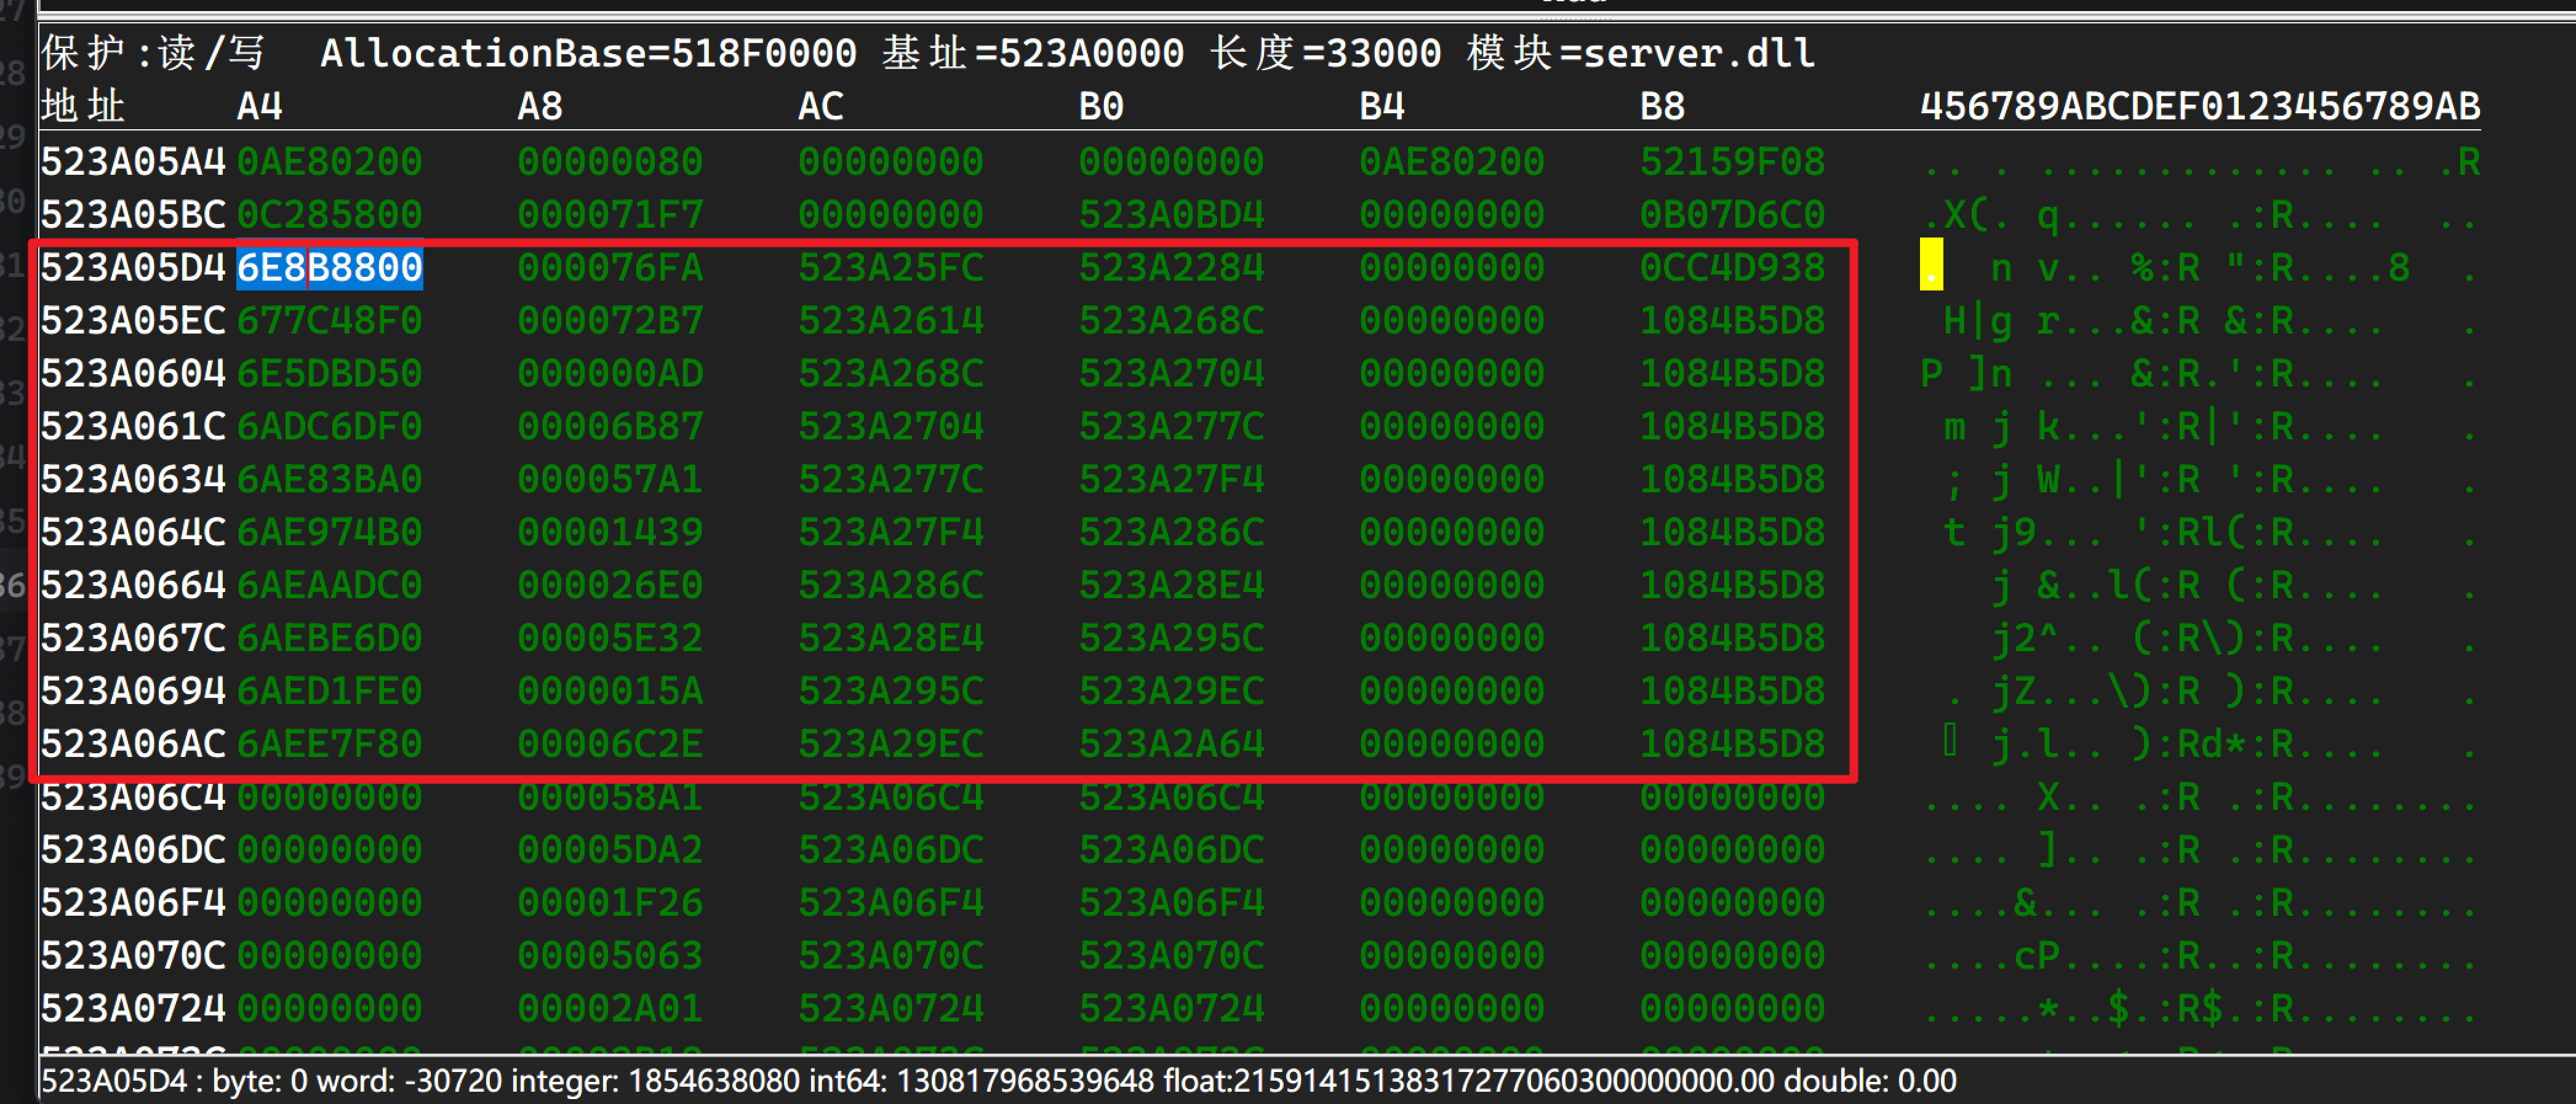 保护:读/写 AllocationBase=518F0000 基址=523A0000 长度=33000 模块=server.dll
地址 A4 A8 AC B0 B4 B8 456789ABCDEF0123456789AB
523A05A4 0AE80200 00000080 00000000 00000000 0AE80200 52159F08 .. . ............. .. .R
523A05BC 0C285800 000071F7 00000000 523A0BD4 00000000 0B07D6C0 .X(. q...... .:R.... ..
523A05D4 6E8B8800 000076FA 523A25FC 523A2284 00000000 0CC4D938 . n v.. %:R ":R....8 .
523A05EC 677C48F0 000072B7 523A2614 523A268C 00000000 1084B5D8 H|g r...&:R &:R.... .
523A0604 6E5DBD50 000000AD 523A268C 523A2704 00000000 1084B5D8 P ]n ... &:R.':R.... .
523A061C 6ADC6DF0 00006B87 523A2704 523A277C 00000000 1084B5D8 m j k...':R|':R.... .
523A0634 6AE83BA0 000057A1 523A277C 523A27F4 00000000 1084B5D8 ; j W..|':R ':R.... .
523A064C 6AE974B0 00001439 523A27F4 523A286C 00000000 1084B5D8 t j9... ':Rl(:R.... .
523A0664 6AEAADC0 000026E0 523A286C 523A28E4 00000000 1084B5D8 j &..l(:R (:R.... .
523A067C 6AEBE6D0 00005E32 523A28E4 523A295C 00000000 1084B5D8 j2^.. (:R\):R.... .
523A0694 6AED1FE0 0000015A 523A295C 523A29EC 00000000 1084B5D8 . jZ...\):R ):R.... .
523A06AC 6AEE7F80 00006C2E 523A29EC 523A2A64 00000000 1084B5D8 j.l.. ):Rd*:R.... .
523A06C4 00000000 000058A1 523A06C4 523A06C4 00000000 00000000 .... X.. .:R .:R........
523A06DC 00000000 00005DA2 523A06DC 523A06DC 00000000 00000000 .... ].. .:R .:R........
523A06F4 00000000 00001F26 523A06F4 523A06F4 00000000 00000000 ....&... .:R .:R........
523A070C 00000000 00005063 523A070C 523A070C 00000000 00000000 ....cP....:R..:R........
523A0724 00000000 00002A01 523A0724 523A0724 00000000 00000000 .....*..$.:R$.:R........
523A05D4 : byte: 0 word: -30720 integer: 1854638080 int64: 130817968539648 float:21591415138317277060300000000.00 double: 0.00